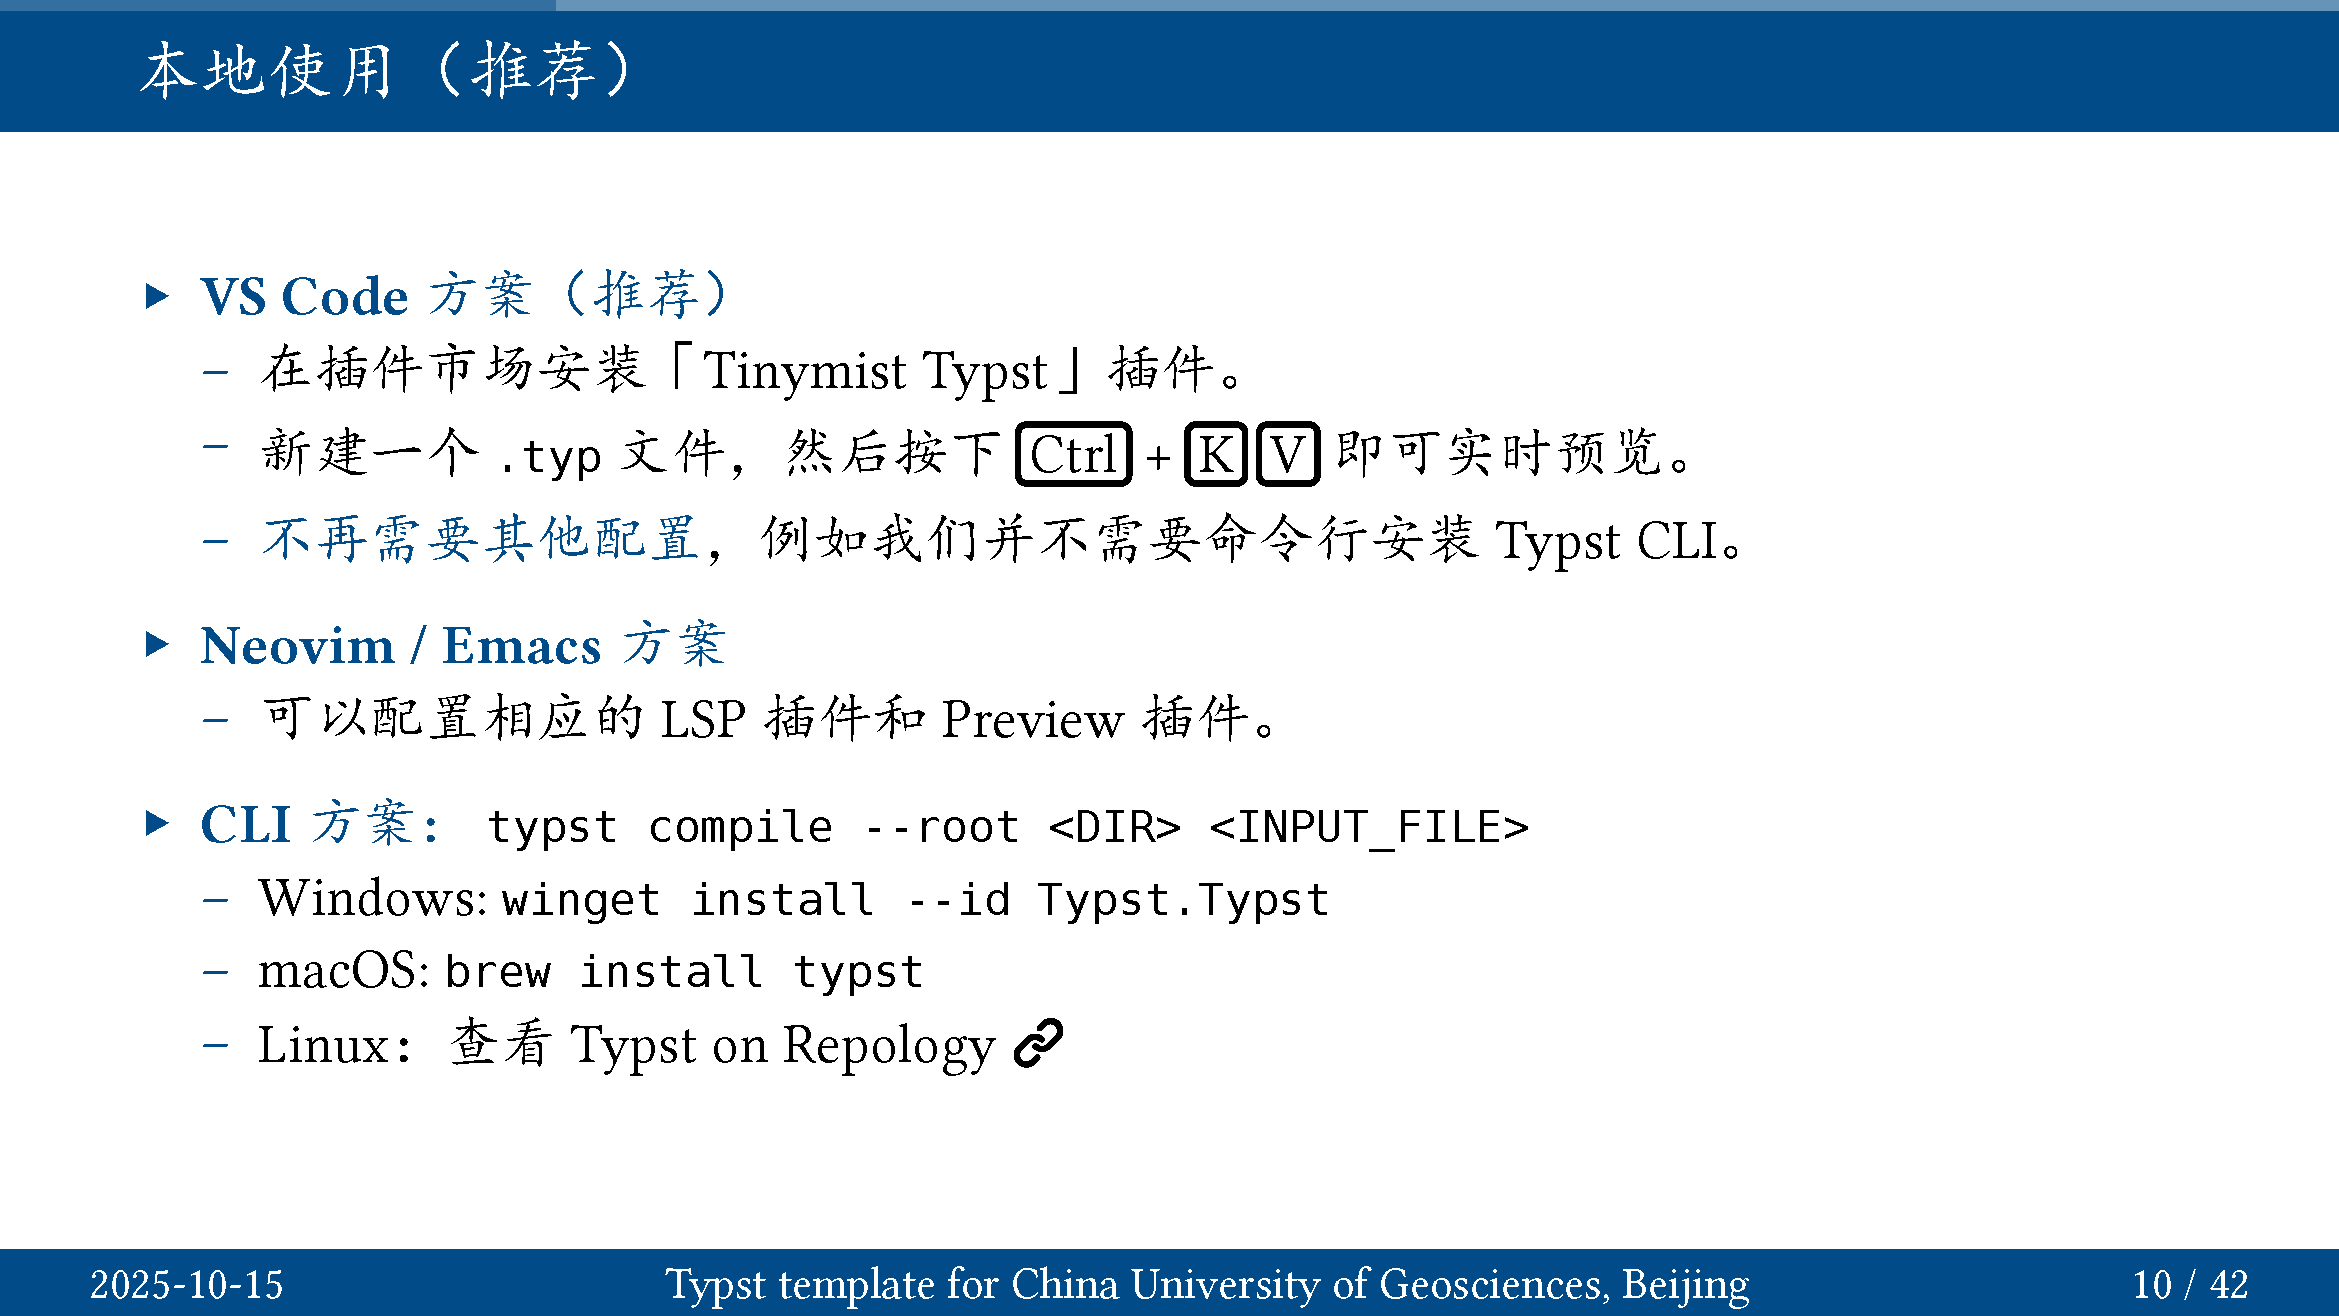 本地使用（推荐）
▶ VS Code 方案（推荐）
– 在插件市场安装「Tinymist Typst」插件。
– 新建一个 .typ 文件，然后按下 Ctrl + K V 即可实时预览。
– 不再需要其他配置，例如我们并不需要命令行安装 Typst CLI。
▶ Neovim / Emacs 方案
– 可以配置相应的 LSP 插件和 Preview 插件。
▶ CLI 方案： typst compile --root <DIR> <INPUT_FILE>
– Windows: winget install --id Typst.Typst
– macOS: brew install typst
– Linux：查看 Typst on Repology
2025-10-15 Typst template for China University of Geosciences, Beijing 10 / 42